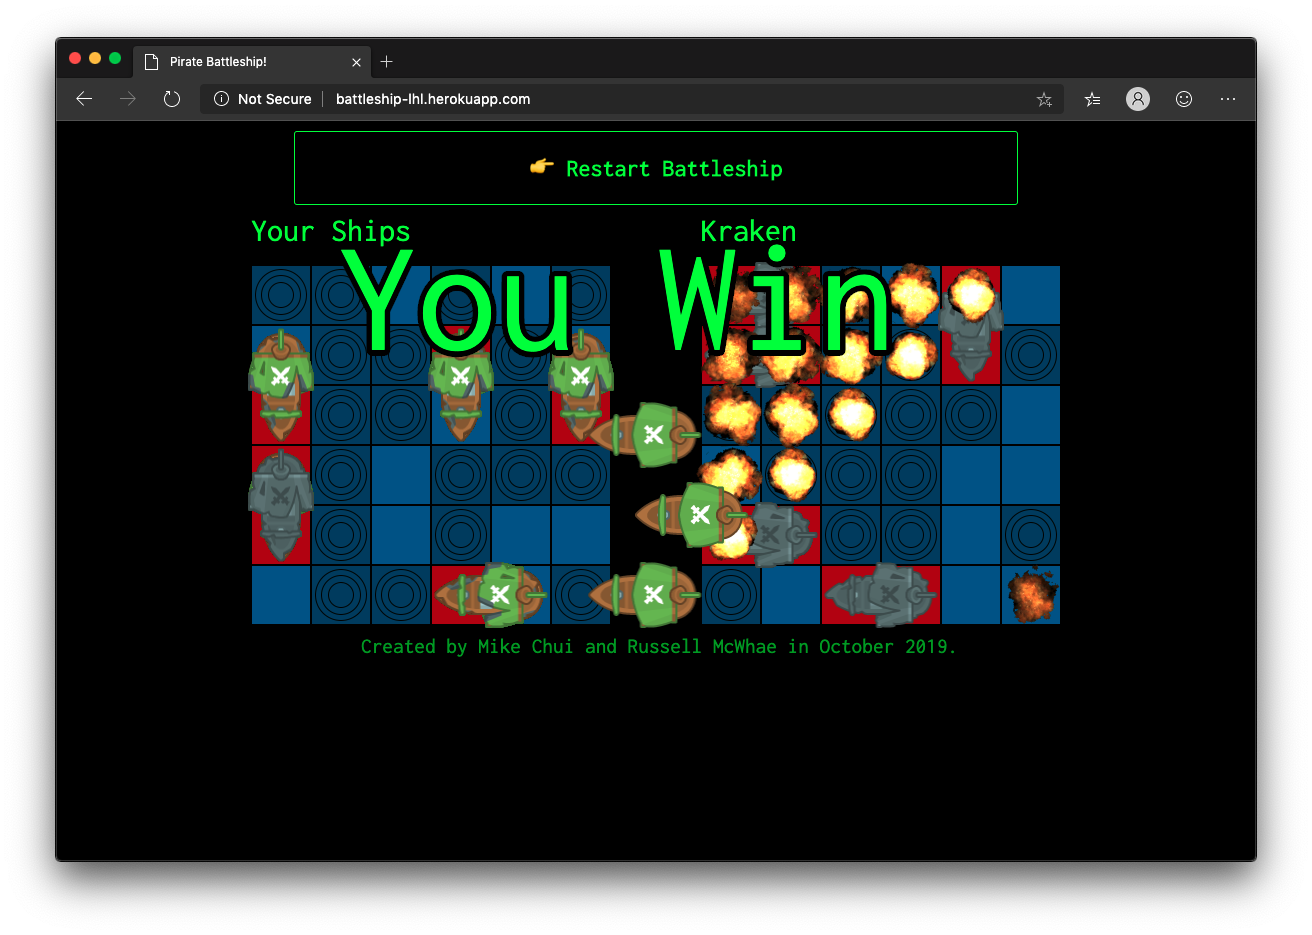 Pirate Battleship!
Not Secure
battleship-lhl.herokuapp.com
👉 Restart Battleship
Your Ships
Kraken
You Win
Created by Mike Chui and Russell McWhae in October 2019.